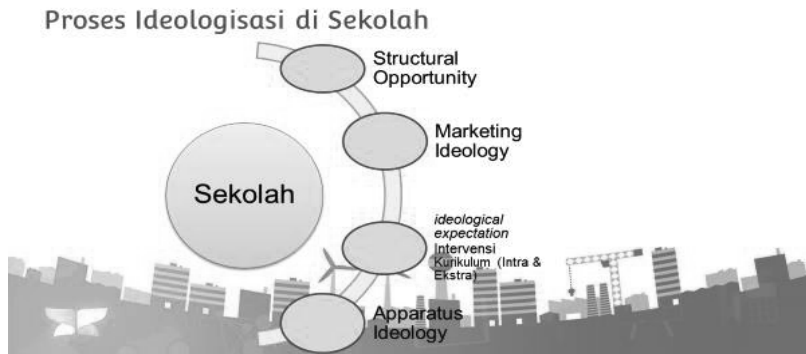 Proses Ideologisasi di Sekolah
Structural
Opportunity
Marketing
Ideology
Sekolah
ideological
expectation
Intervensi
Kurikulum (Intra &
Ekstra)
Apparatus
Ideology